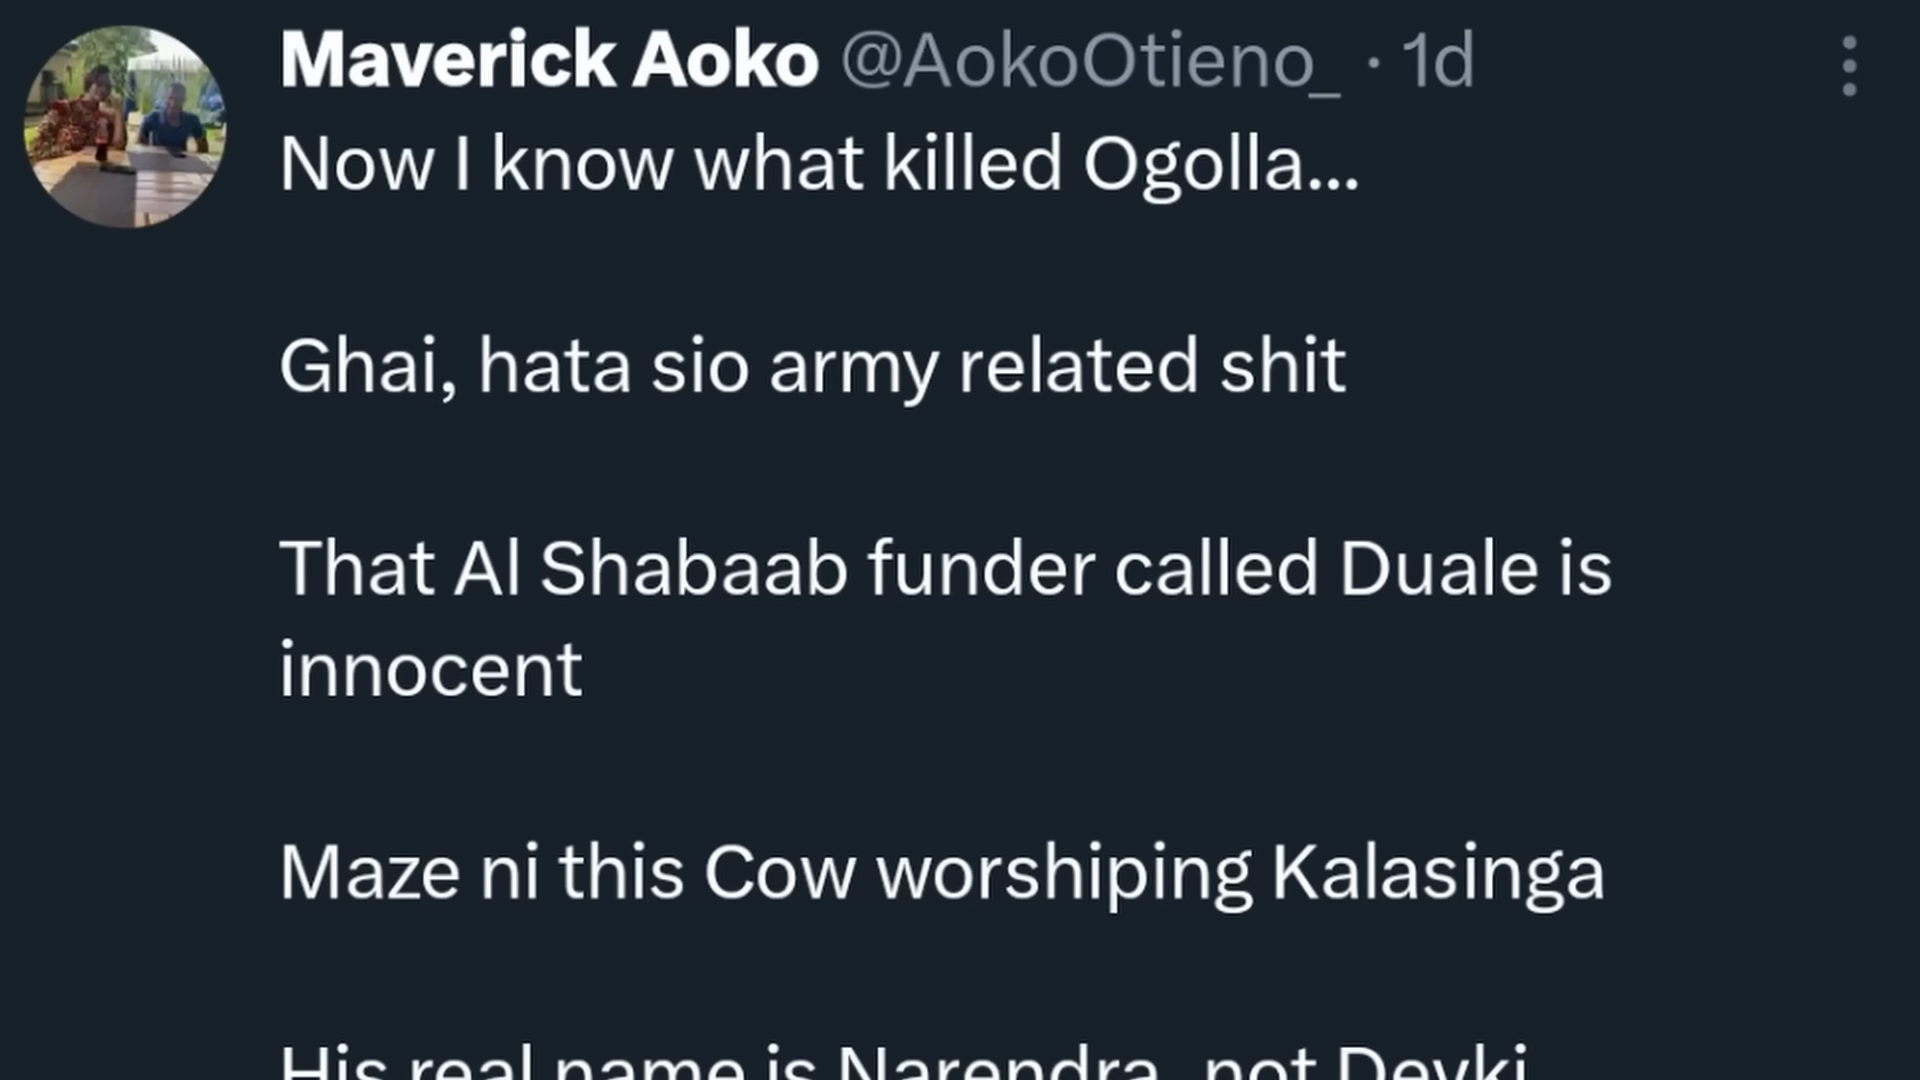 Maverick Aoko @AokoOtieno_ · 1d
Now I know what killed Ogolla...
Ghai, hata sio army related shit
That Al Shabaab funder called Duale is
innocent
Maze ni this Cow worshiping Kalasinga
His real name is Narendra, not Devki